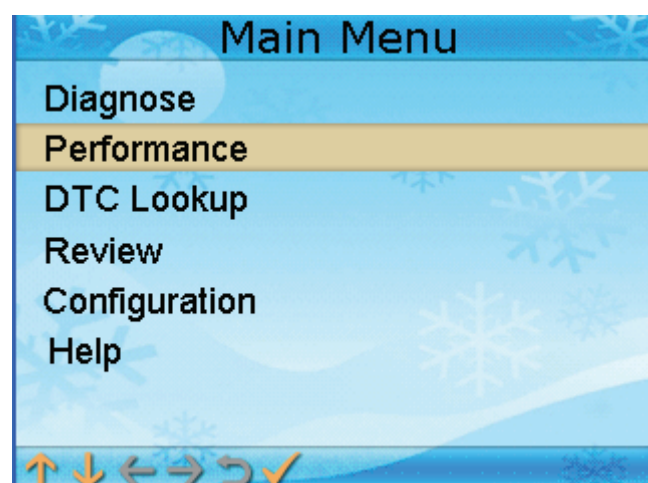 Main Menu
Diagnose
Performance
DTC Lookup
Review
Configuration
Help